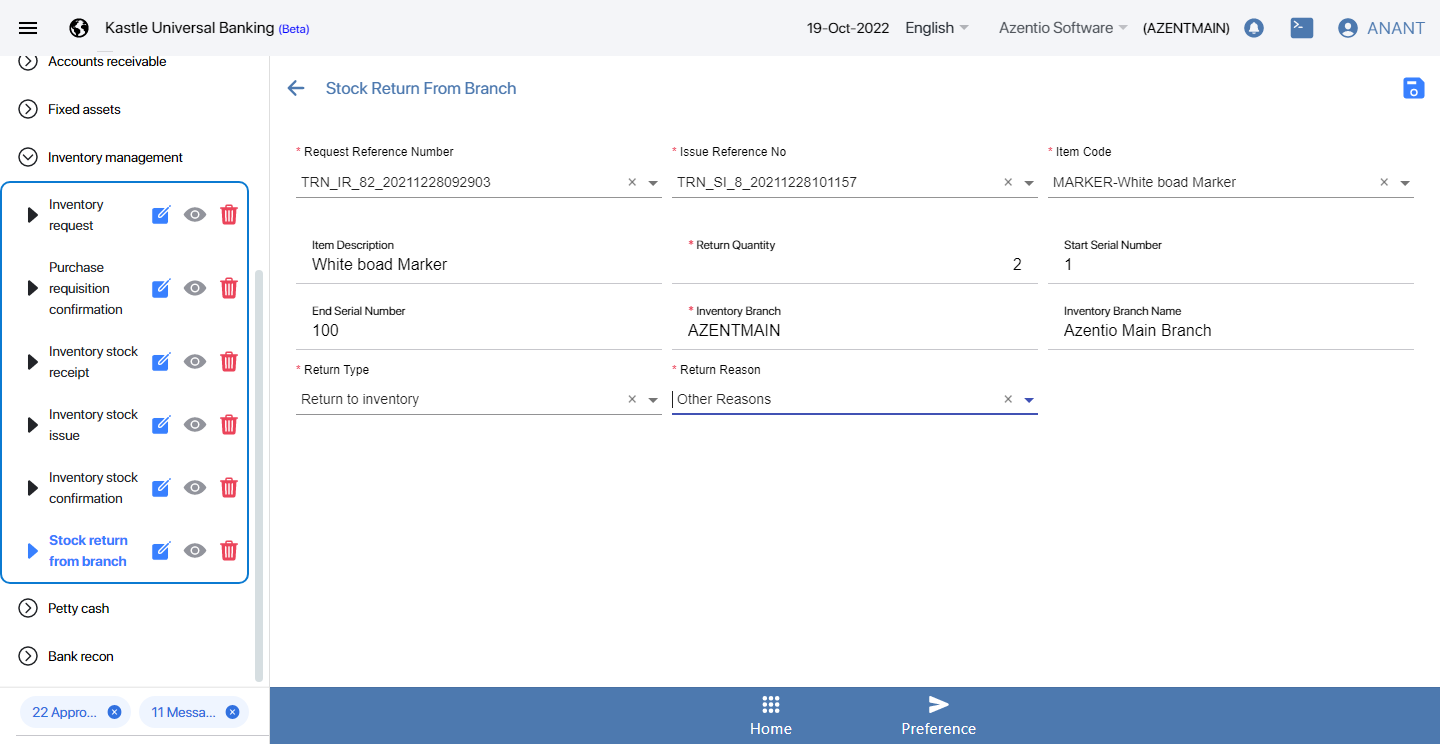 Kastle Universal Banking (Beta)
19-Oct-2022 English Azentio Software (AZENTMAIN) ANANT
Accounts receivable
Fixed assets
Inventory management
Inventory
request
Purchase
requisition
confirmation
Inventory stock
receipt
Inventory stock
issue
Inventory stock
confirmation
Stock return
from branch
Petty cash
Bank recon
22 Appro...
11 Messa...
Stock Return From Branch
* Request Reference Number
TRN_IR_82_20211228092903
* Issue Reference No
TRN_SI_8_20211228101157
* Item Code
MARKER-White boad Marker
Item Description
White boad Marker
* Return Quantity
2
Start Serial Number
1
End Serial Number
100
* Inventory Branch
AZENTMAIN
Inventory Branch Name
Azentio Main Branch
* Return Type
Return to inventory
* Return Reason
Other Reasons
Home
Preference